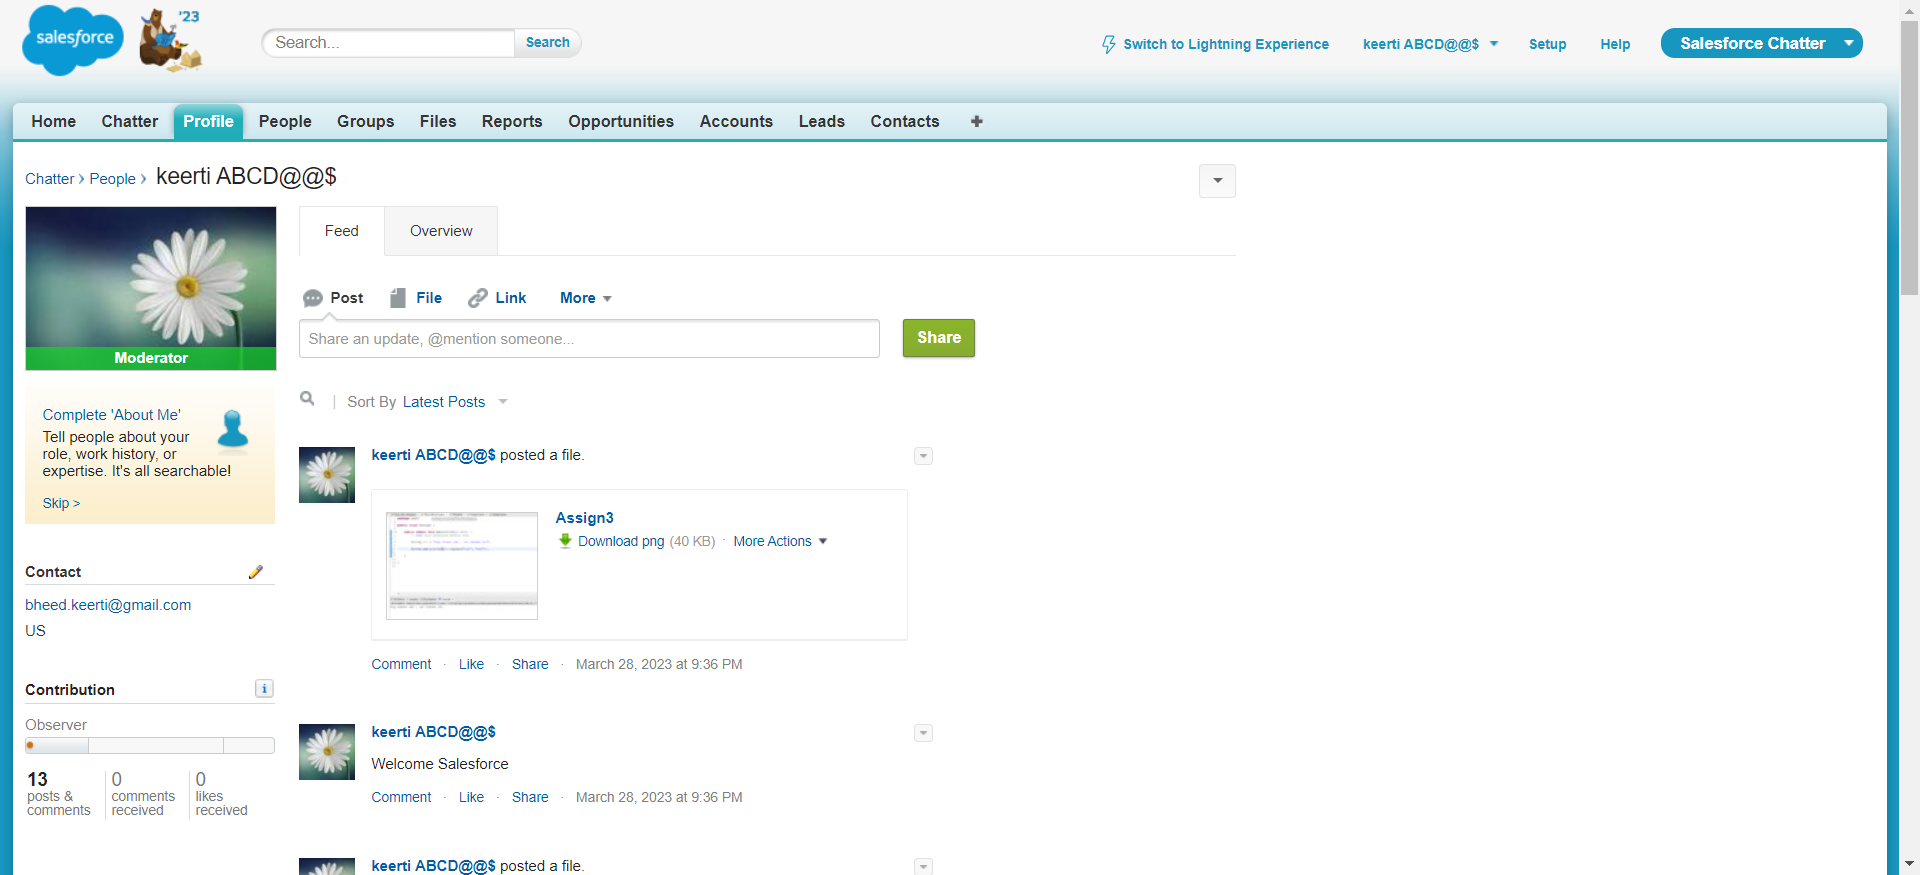 salesforce
'23
Search...
Search
Switch to Lightning Experience
keerti ABCD@@$
Setup
Help
Salesforce Chatter
Home
Chatter
Profile
People
Groups
Files
Reports
Opportunities
Accounts
Leads
Contacts
Chatter › People › keerti ABCD@@$
Moderator
Complete 'About Me'
Tell people about your
role, work history, or
expertise. It's all searchable!
Skip >
Contact
bheed.keerti@gmail.com
US
Contribution
Observer
13
posts &
comments
0
comments
received
0
likes
received
Feed
Overview
Post
File
Link
More
Share an update, @mention someone...
Share
Sort By Latest Posts
keerti ABCD@@$ posted a file.
Assign3
Download png (40 KB) · More Actions
Comment · Like · Share · March 28, 2023 at 9:36 PM
keerti ABCD@@$
Welcome Salesforce
Comment · Like · Share · March 28, 2023 at 9:36 PM
keerti ABCD@@$ posted a file.